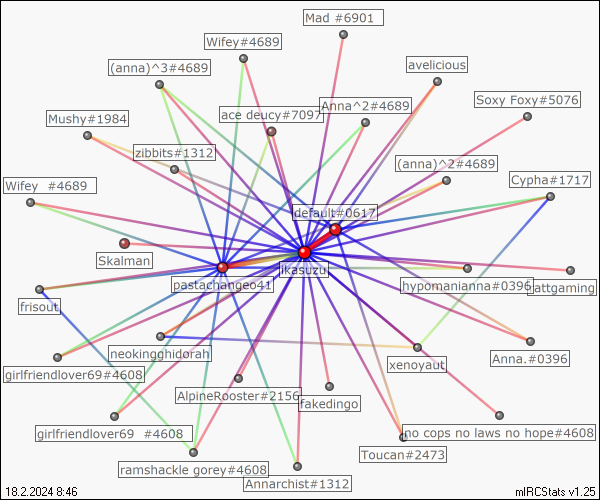 Mad #6901
Wifey#4689
avelicious
(anna)^3#4689
Soxy Foxy#5076
ace deucy#7097
Anna^2#4689
Mushy#1984
zibbits#1312
(anna)^2#4689
Wifey #4689
Cypha#1717
default#0617
Skalman
ikasuzu
pastachangeo41
hypomanianna#0396
rattgaming
frisout
neokingghidorah
xenoyaut
Anna.#0396
girlfriendlover69#4608
AlpineRooster#2156
fakedingo
girlfriendlover69 #4608
no cops no laws no hope#4608
Toucan#2473
ramshackle gorey#4608
Annarchist#1312
18.2.2024 8:46
mIRCStats v1.25